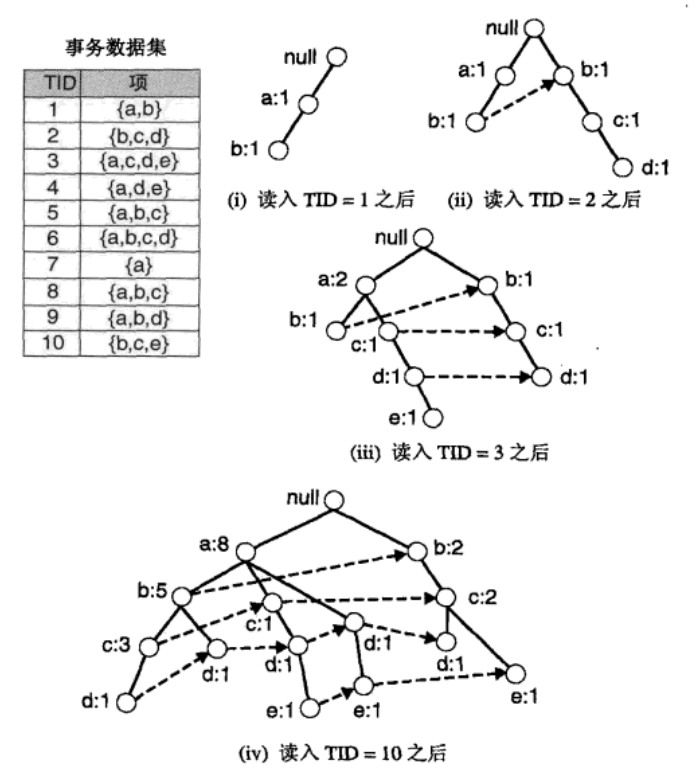 事务数据集
TID 项
1 {a,b}
2 {b,c,d}
3 {a,c,d,e}
4 {a,d,e}
5 {a,b,c}
6 {a,b,c,d}
7 {a}
8 {a,b,c}
9 {a,b,d}
10 {b,c,e}
null
a:1
b:1
(i) 读入 TID = 1 之后
null
a:1 b:1
b:1 c:1
d:1
(ii) 读入 TID = 2 之后
null
a:2 b:1
b:1 c:1 c:1
d:1 d:1
e:1
(iii) 读入 TID = 3 之后
null
a:8 b:2
b:5 c:1 c:2
c:3 d:1 d:1 d:1 d:1
d:1 e:1 e:1 e:1
(iv) 读入 TID = 10 之后